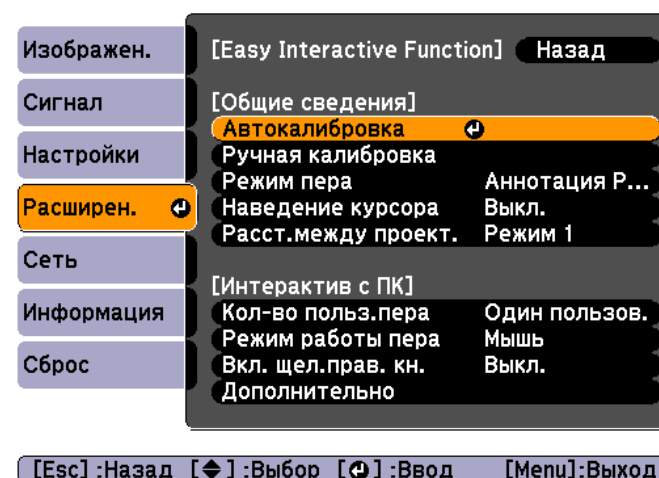 Изображен.
Сигнал
Настройки
Расширен.
Сеть
Информация
Сброс
[Easy Interactive Function] Назад
[Общие сведения]
Автокалибровка
Ручная калибровка
Режим пера Аннотация P...
Наведение курсора Выкл.
Расст.между проект. Режим 1
[Интерактив с ПК]
Кол-во польз.пера Один пользов.
Режим работы пера Мышь
Вкл. щел.прав. кн. Выкл.
Дополнительно
[Esc] :Назад [◆] :Выбор [↵] :Ввод [Menu]:Выход